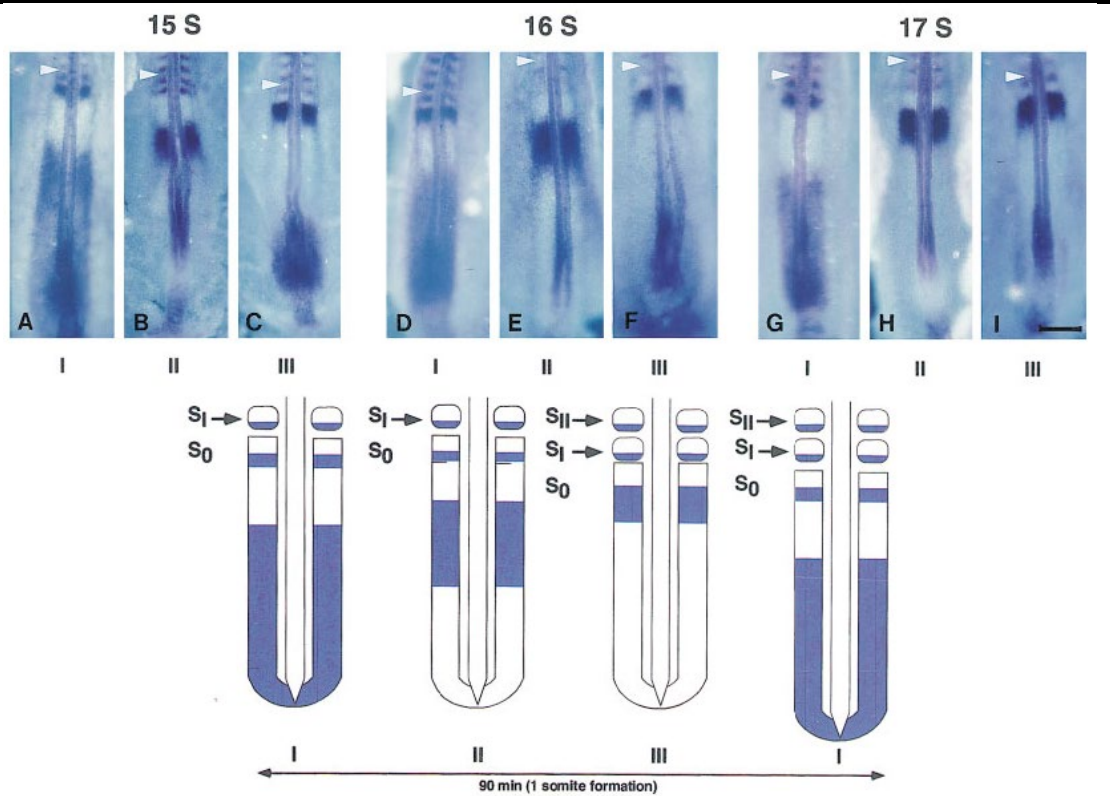 15 S 16 S 17 S
A B C D E F G H I
I II III I II III I II III
SI SI SII SII
S0 S0 SI SI
S0 S0
I II III I
90 min (1 somite formation)